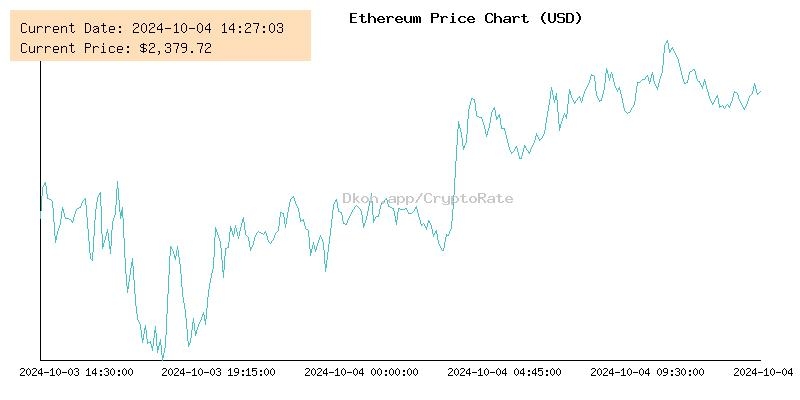 Ethereum Price Chart (USD)
Current Date: 2024-10-04 14:27:03
Current Price: $2,379.72
Dkoh.app/CryptoRate
2024-10-03 14:30:00 2024-10-03 19:15:00 2024-10-04 00:00:00 2024-10-04 04:45:00 2024-10-04 09:30:00 2024-10-04